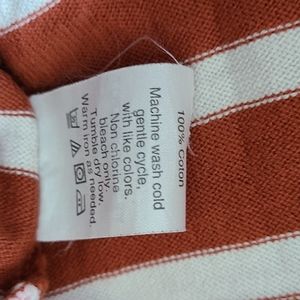 100% Coton
Machine wash cold
gentle cycle.
with like colors.
Non chlorine
bleach only.
Tumble dry low.
Warm iron as needed.